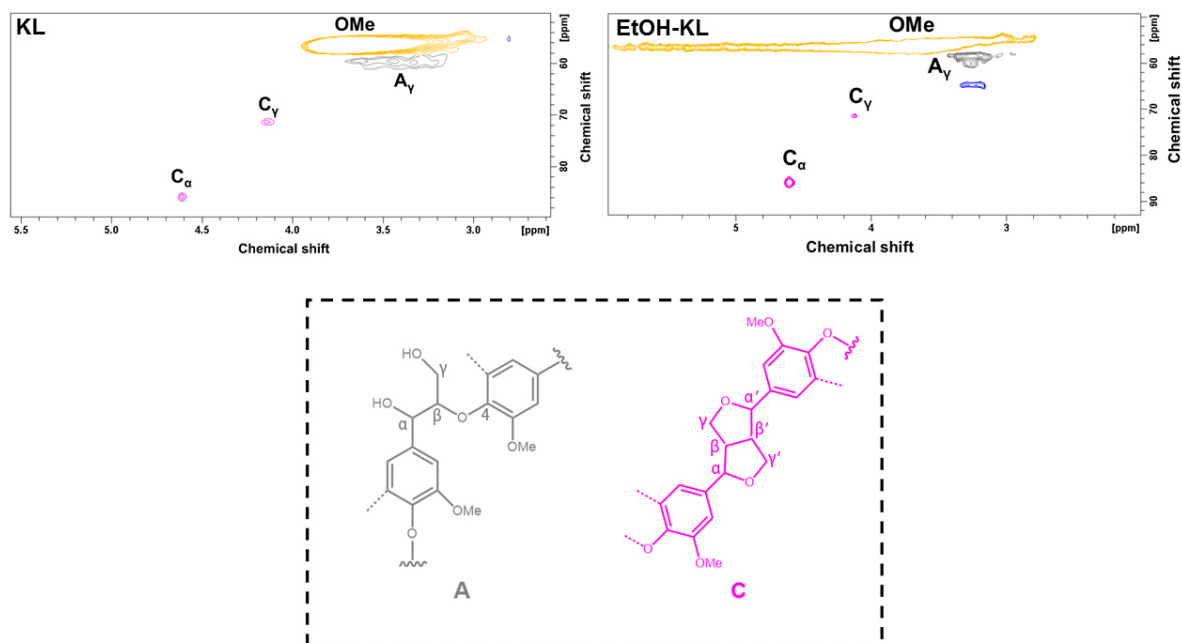 KL
OMe
Aγ
Cγ
Cα
5.5 5.0 4.5 4.0 3.5 3.0 [ppm]
Chemical shift
[ppm]
60
70
80
Chemical shift
EtOH-KL
OMe
Aγ
Cγ
Cα
5 4 3 [ppm]
Chemical shift
[ppm]
60
70
80
90
Chemical shift
HO
γ
HO
α
β
O
4
OMe
OMe
O
A
MeO
O
α′
O
γ
β′
β
γ′
α
O
O
OMe
C